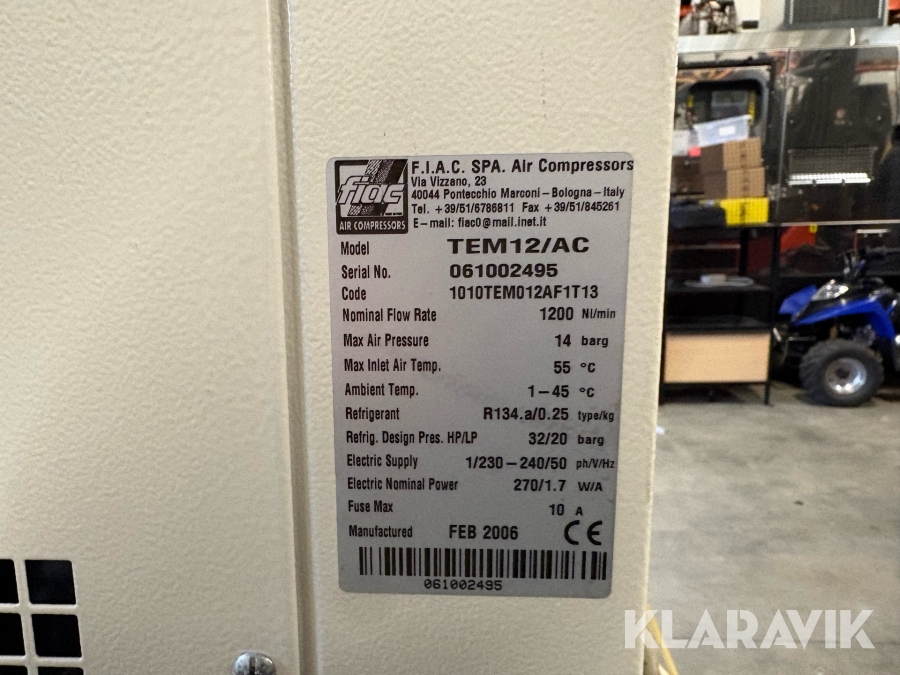 fiac
AIR COMPRESSORS
F.I.A.C. SPA. Air Compressors
Via Vizzano, 23
40044 Pontecchio Marconi-Bologna-Italy
Tel. +39/51/6786811 Fax +39/51/845261
E-mail: fiac0@mail.inet.it
Model TEM12/AC
Serial No. 061002495
Code 1010TEM012AF1T13
Nominal Flow Rate 1200 Nl/min
Max Air Pressure 14 barg
Max Inlet Air Temp. 55 °C
Ambient Temp. 1-45 °C
Refrigerant R134.a/0.25 type/kg
Refrig. Design Pres. HP/LP 32/20 barg
Electric Supply 1/230-240/50 ph/V/Hz
Electric Nominal Power 270/1.7 W/A
Fuse Max 10 A
Manufactured FEB 2006 CE
061002495
KLARAVIK